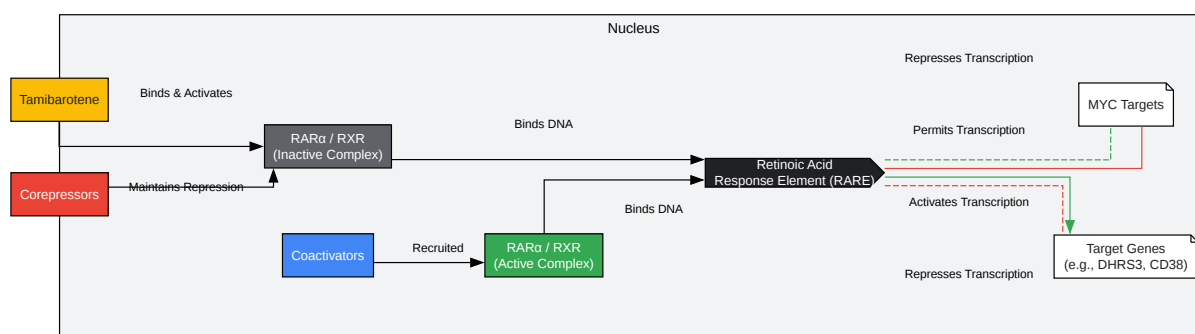 Nucleus
Represses Transcription
Tamibarotene
Binds & Activates
MYC Targets
Binds DNA
Permits Transcription
RARα / RXR
(Inactive Complex)
Retinoic Acid
Response Element (RARE)
Corepressors
Maintains Repression
Binds DNA
Activates Transcription
Coactivators
Recruited
RARα / RXR
(Active Complex)
Target Genes
(e.g., DHRS3, CD38)
Represses Transcription